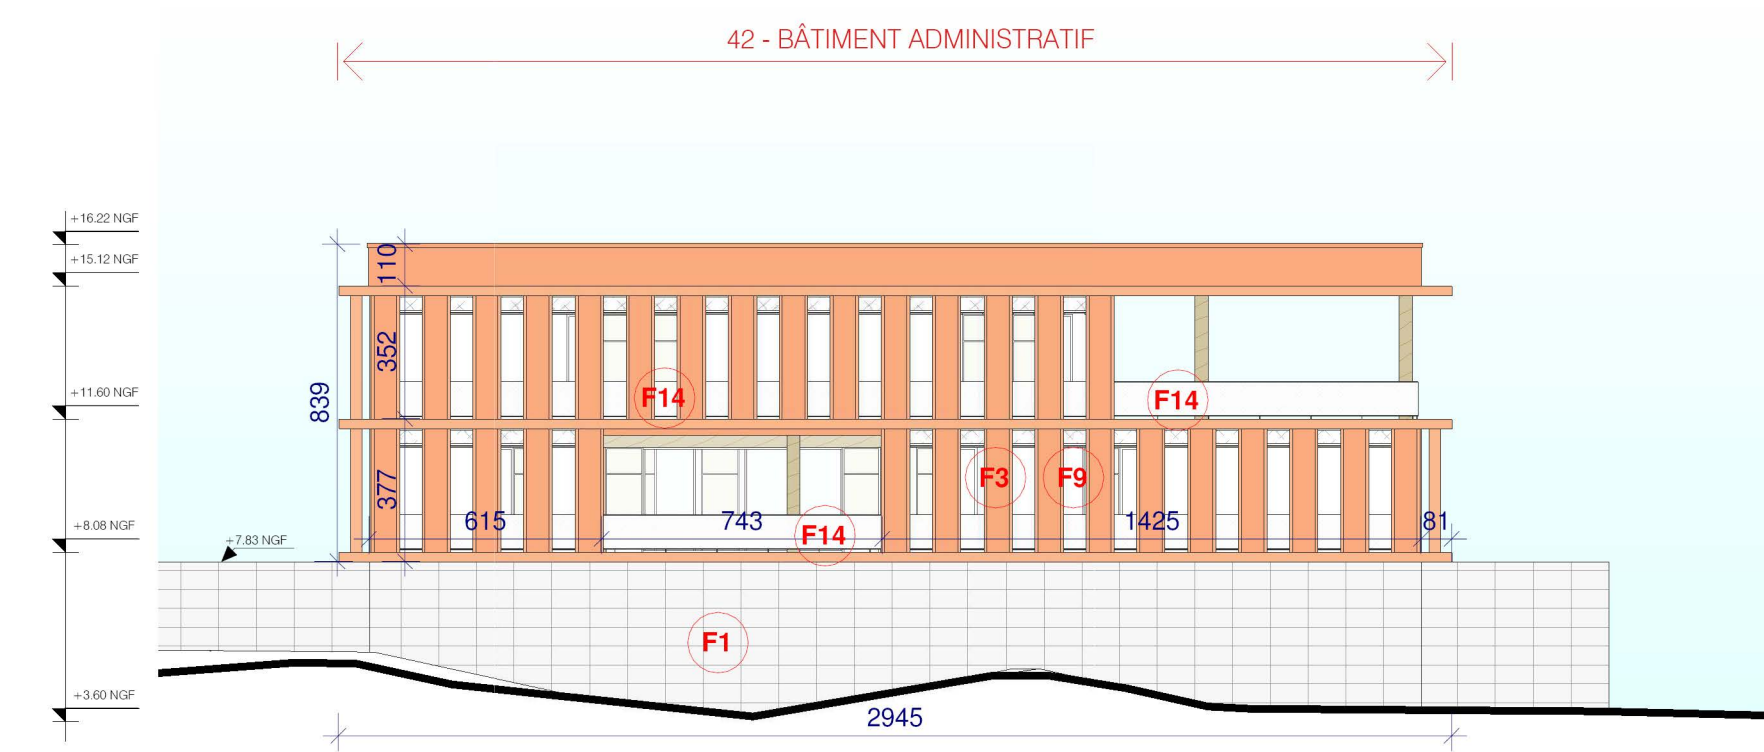 42 - BÂTIMENT ADMINISTRATIF
+16.22 NGF
110
+15.12 NGF
352
839
+11.60 NGF
F14
F14
377
F3
F9
+8.08 NGF
615
743
1425
81
F14
+7.83 NGF
F1
+3.60 NGF
2945